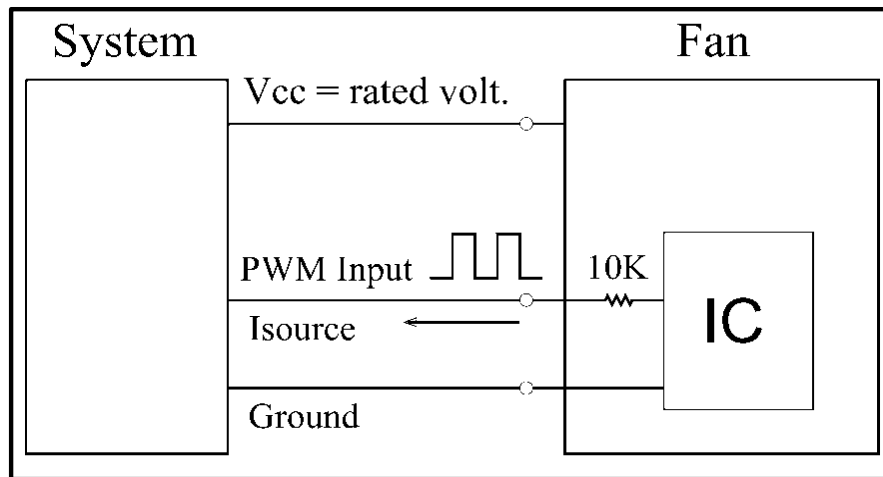 System
Fan
Vcc = rated volt.
PWM Input
10K
IC
Isource
Ground